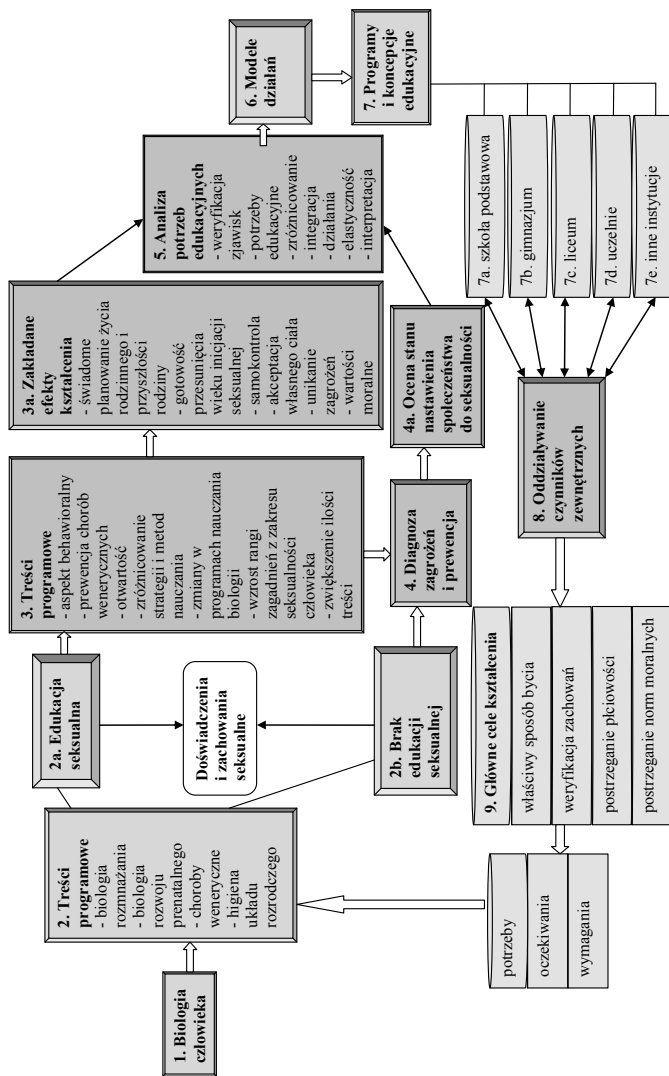 1. Biologia
człowieka
2. Treści
programowe
- biologia
rozmnażania
- biologia
rozwoju
prenatalnego
- choroby
weneryczne
- higiena
układu
rozrodczego
2a. Edukacja
seksualna
Doświadczenia
i zachowania
seksualne
2b. Brak
edukacji
seksualnej
3. Treści
programowe
- aspekt behawioralny
- prewencja chorób
wenerycznych
- otwartość
- zróżnicowanie
strategii i metod
nauczania
- zmiany w
programach nauczania
biologii
- wzrost rangi
zagadnień z zakresu
seksualności
człowieka
- zwiększenie ilości
treści
3a. Zakładane
efekty
kształcenia
- świadome
planowanie życia
rodzinnego i
przyszłości
rodziny
- gotowość
przesunięcia
wieku inicjacji
seksualnej
- samokontrola
- akceptacja
własnego ciała
- unikanie
zagrożeń
- wartości
moralne
4. Diagnoza
zagrożeń
i prewencja
4a. Ocena stanu
nastawienia
społeczeństwa
do seksualności
5. Analiza
potrzeb
edukacyjnych
- weryfikacja
zjawisk
- potrzeby
edukacyjne
- zróżnicowanie
- integracja
- działania
- elastyczność
- interpretacja
6. Modele
działań
7. Programy
i koncepcje
edukacyjne
7a. szkoła podstawowa
7b. gimnazjum
7c. liceum
7d. uczelnie
7e. inne instytucje
8. Oddziaływanie
czynników
zewnętrznych
9. Główne cele kształcenia
właściwy sposób bycia
weryfikacja zachowań
postrzeganie płciowości
postrzeganie norm moralnych
potrzeby
oczekiwania
wymagania